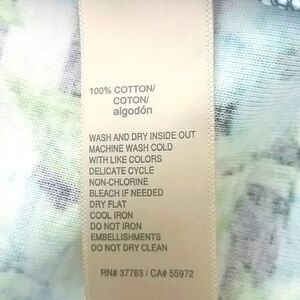 100% COTTON/
COTON/
algodón
WASH AND DRY INSIDE OUT
MACHINE WASH COLD
WITH LIKE COLORS
DELICATE CYCLE
NON-CHLORINE
BLEACH IF NEEDED
DRY FLAT
COOL IRON
DO NOT IRON
EMBELLISHMENTS
DO NOT DRY CLEAN
RN# 37763 / CA# 55972